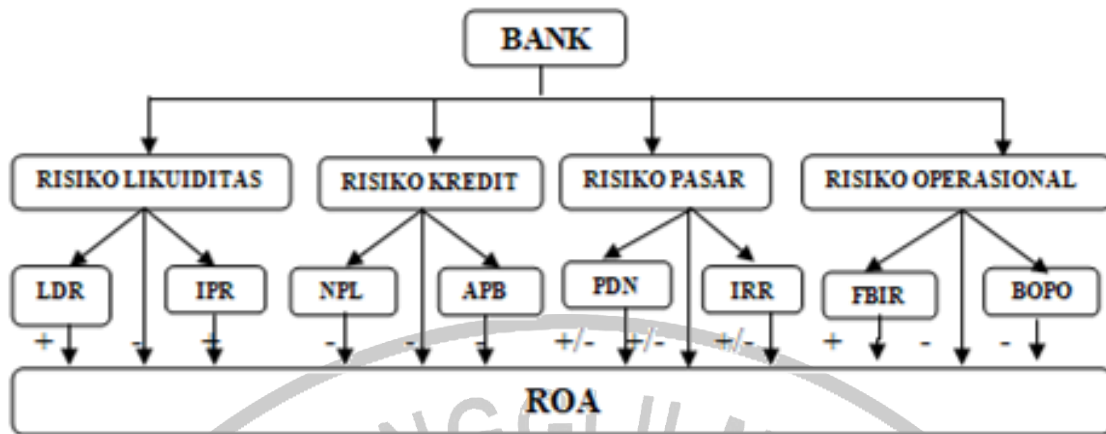 BANK
RISIKO LIKUIDITAS RISIKO KREDIT RISIKO PASAR RISIKO OPERASIONAL
LDR IPR NPL APB PDN IRR FBIR BOPO
+ - + - - - +/- +/- +/- + - -
ROA